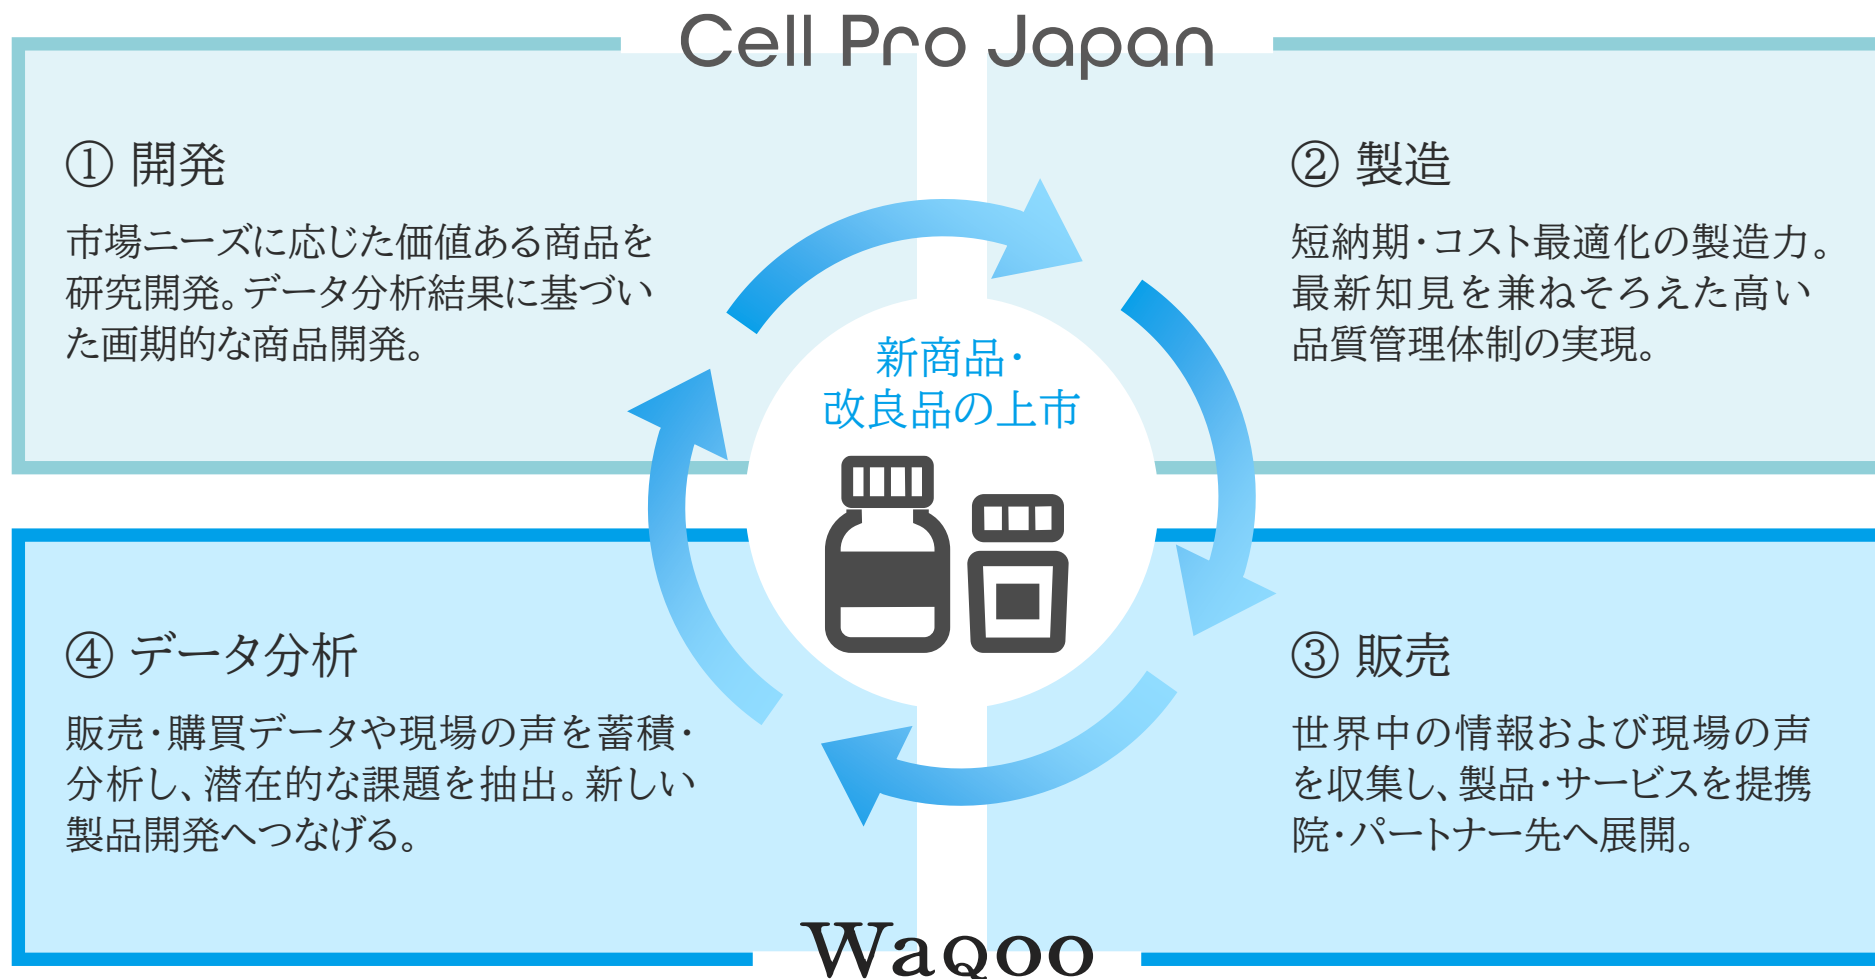 Cell Pro Japan
① 開発
市場ニーズに応じた価値ある商品を
研究開発。データ分析結果に基づい
た画期的な商品開発。
② 製造
短納期・コスト最適化の製造力。
最新知見を兼ねそろえた高い
品質管理体制の実現。
新商品・
改良品の上市
④ データ分析
販売・購買データや現場の声を蓄積・
分析し、潜在的な課題を抽出。新しい
製品開発へつなげる。
③ 販売
世界中の情報および現場の声
を収集し、製品・サービスを提携
院・パートナー先へ展開。
Waqoo